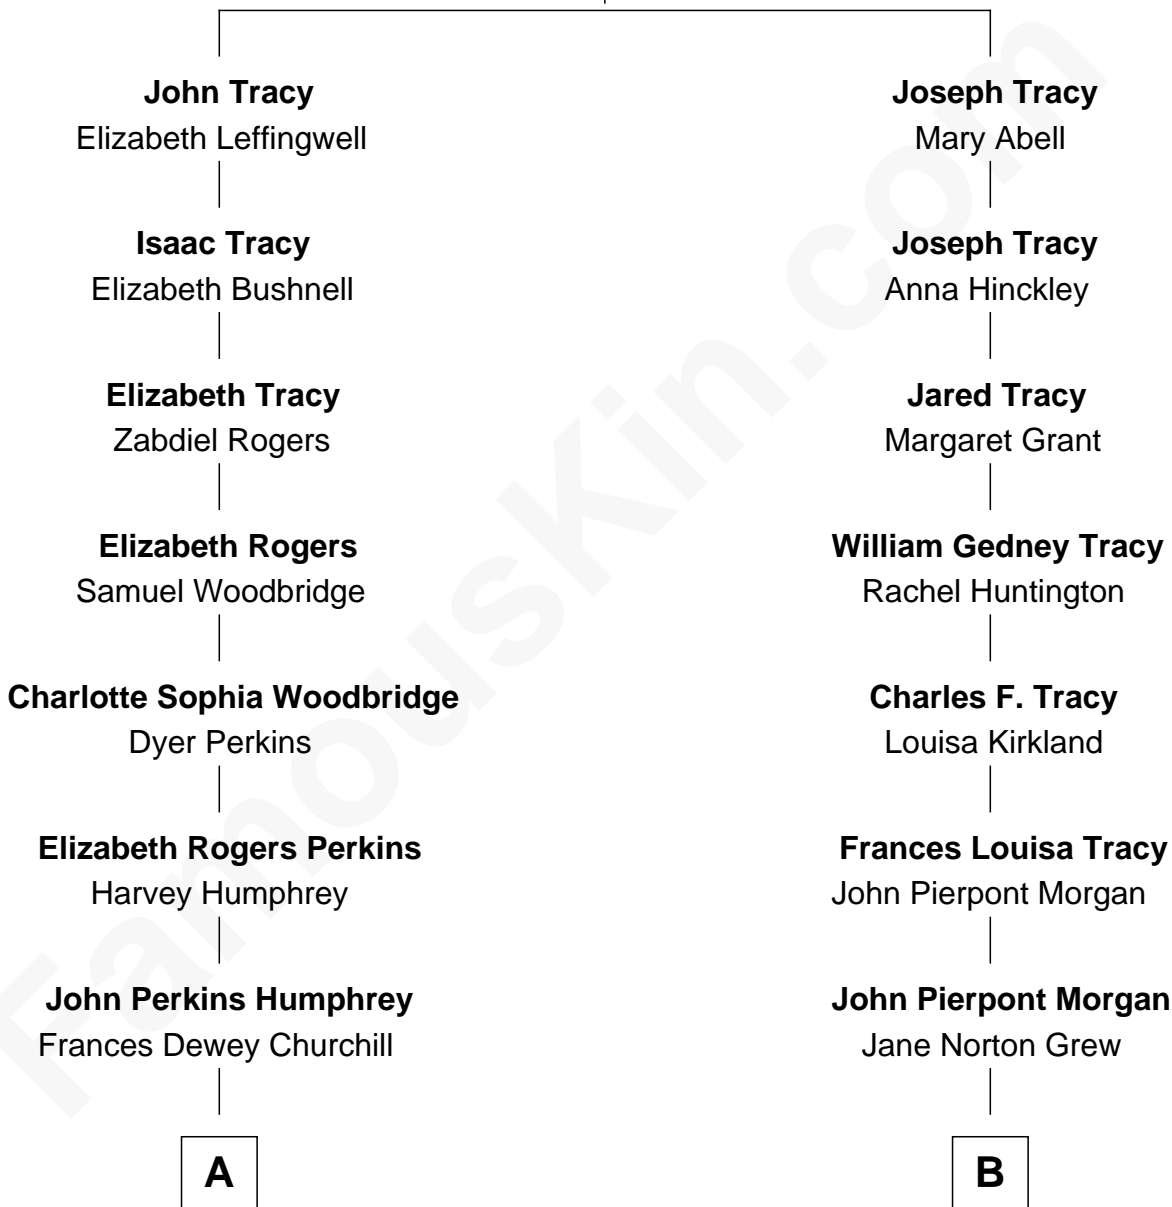 John Tracy
Elizabeth Leffingwell
Isaac Tracy
Elizabeth Bushnell
Elizabeth Tracy
Zabdiel Rogers
Elizabeth Rogers
Samuel Woodbridge
Charlotte Sophia Woodbridge
Dyer Perkins
Elizabeth Rogers Perkins
Harvey Humphrey
John Perkins Humphrey
Frances Dewey Churchill
A
Joseph Tracy
Mary Abell
Joseph Tracy
Anna Hinckley
Jared Tracy
Margaret Grant
William Gedney Tracy
Rachel Huntington
Charles F. Tracy
Louisa Kirkland
Frances Louisa Tracy
John Pierpont Morgan
John Pierpont Morgan
Jane Norton Grew
B
FamousKin.com